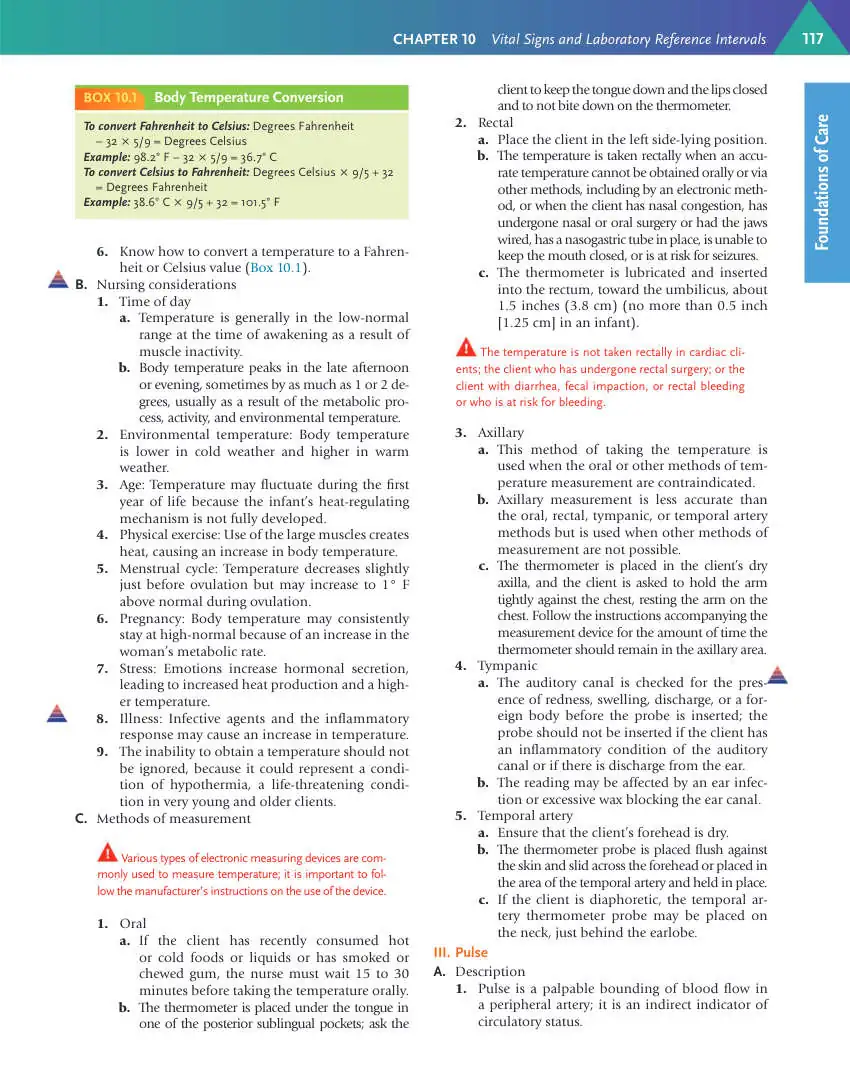 CHAPTER 10 Vital Signs and Laboratory Reference Intervals 117
BOX 10.1 Body Temperature Conversion
To convert Fahrenheit to Celsius: Degrees Fahrenheit
– 32 × 5/9 = Degrees Celsius
Example: 98.2° F – 32 × 5/9 = 36.7° C
To convert Celsius to Fahrenheit: Degrees Celsius × 9/5 + 32
= Degrees Fahrenheit
Example: 38.6° C × 9/5 + 32 = 101.5° F
6. Know how to convert a temperature to a Fahren-
heit or Celsius value (Box 10.1).
B. Nursing considerations
1. Time of day
a. Temperature is generally in the low-normal
range at the time of awakening as a result of
muscle inactivity.
b. Body temperature peaks in the late afternoon
or evening, sometimes by as much as 1 or 2 de-
grees, usually as a result of the metabolic pro-
cess, activity, and environmental temperature.
2. Environmental temperature: Body temperature
is lower in cold weather and higher in warm
weather.
3. Age: Temperature may fluctuate during the first
year of life because the infant's heat-regulating
mechanism is not fully developed.
4. Physical exercise: Use of the large muscles creates
heat, causing an increase in body temperature.
5. Menstrual cycle: Temperature decreases slightly
just before ovulation but may increase to 1° F
above normal during ovulation.
6. Pregnancy: Body temperature may consistently
stay at high-normal because of an increase in the
woman's metabolic rate.
7. Stress: Emotions increase hormonal secretion,
leading to increased heat production and a high-
er temperature.
8. Illness: Infective agents and the inflammatory
response may cause an increase in temperature.
9. The inability to obtain a temperature should not
be ignored, because it could represent a condi-
tion of hypothermia, a life-threatening condi-
tion in very young and older clients.
C. Methods of measurement
Various types of electronic measuring devices are com-
monly used to measure temperature; it is important to fol-
low the manufacturer's instructions on the use of the device.
1. Oral
a. If the client has recently consumed hot
or cold foods or liquids or has smoked or
chewed gum, the nurse must wait 15 to 30
minutes before taking the temperature orally.
b. The thermometer is placed under the tongue in
one of the posterior sublingual pockets; ask the
client to keep the tongue down and the lips closed
and to not bite down on the thermometer.
2. Rectal
a. Place the client in the left side-lying position.
b. The temperature is taken rectally when an accu-
rate temperature cannot be obtained orally or via
other methods, including by an electronic meth-
od, or when the client has nasal congestion, has
undergone nasal or oral surgery or had the jaws
wired, has a nasogastric tube in place, is unable to
keep the mouth closed, or is at risk for seizures.
c. The thermometer is lubricated and inserted
into the rectum, toward the umbilicus, about
1.5 inches (3.8 cm) (no more than 0.5 inch
[1.25 cm] in an infant).
The temperature is not taken rectally in cardiac cli-
ents; the client who has undergone rectal surgery; or the
client with diarrhea, fecal impaction, or rectal bleeding
or who is at risk for bleeding.
3. Axillary
a. This method of taking the temperature is
used when the oral or other methods of tem-
perature measurement are contraindicated.
b. Axillary measurement is less accurate than
the oral, rectal, tympanic, or temporal artery
methods but is used when other methods of
measurement are not possible.
c. The thermometer is placed in the client's dry
axilla, and the client is asked to hold the arm
tightly against the chest, resting the arm on the
chest. Follow the instructions accompanying the
measurement device for the amount of time the
thermometer should remain in the axillary area.
4. Tympanic
a. The auditory canal is checked for the pres-
ence of redness, swelling, discharge, or a for-
eign body before the probe is inserted; the
probe should not be inserted if the client has
an inflammatory condition of the auditory
canal or if there is discharge from the ear.
b. The reading may be affected by an ear infec-
tion or excessive wax blocking the ear canal.
5. Temporal artery
a. Ensure that the client's forehead is dry.
b. The thermometer probe is placed flush against
the skin and slid across the forehead or placed in
the area of the temporal artery and held in place.
c. If the client is diaphoretic, the temporal ar-
tery thermometer probe may be placed on
the neck, just behind the earlobe.
III. Pulse
A. Description
1. Pulse is a palpable bounding of blood flow in
a peripheral artery; it is an indirect indicator of
circulatory status.
Foundations of Care